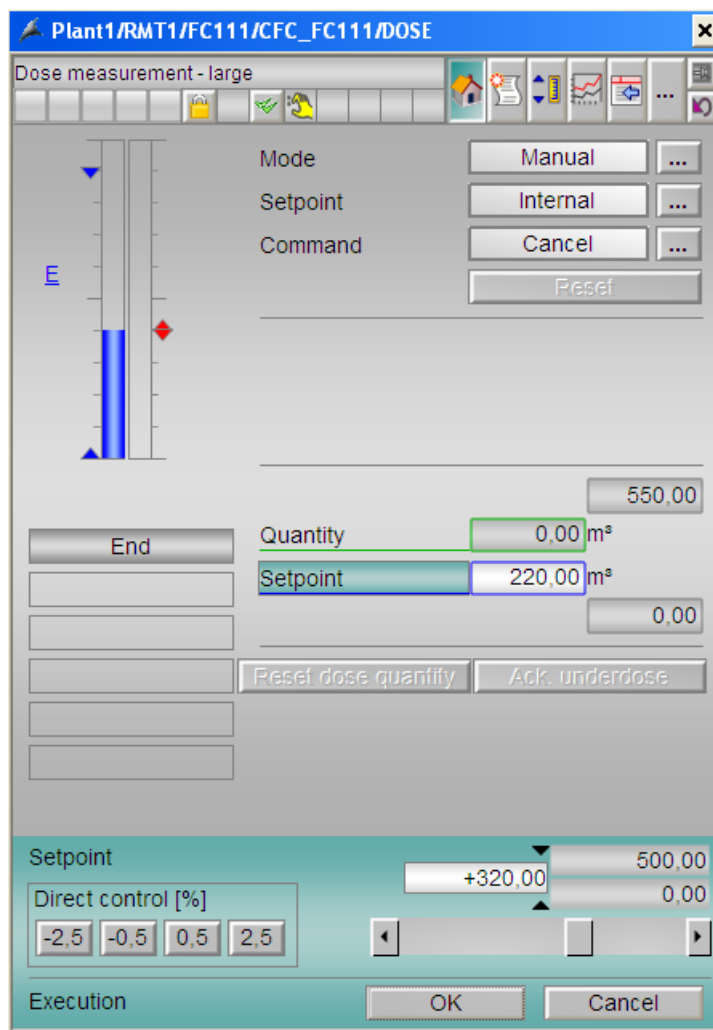 Plant1/RMT1/FC111/CFC_FC111/DOSE
Dose measurement - large
...
Mode Manual ...
Setpoint Internal ...
Command Cancel ...
Reset
E
550,00
End
Quantity 0,00 m³
Setpoint 220,00 m³
0,00
Reset dose quantity Ack. underdose
Setpoint
500,00
+320,00
0,00
Direct control [%]
-2,5 -0,5 0,5 2,5
Execution OK Cancel